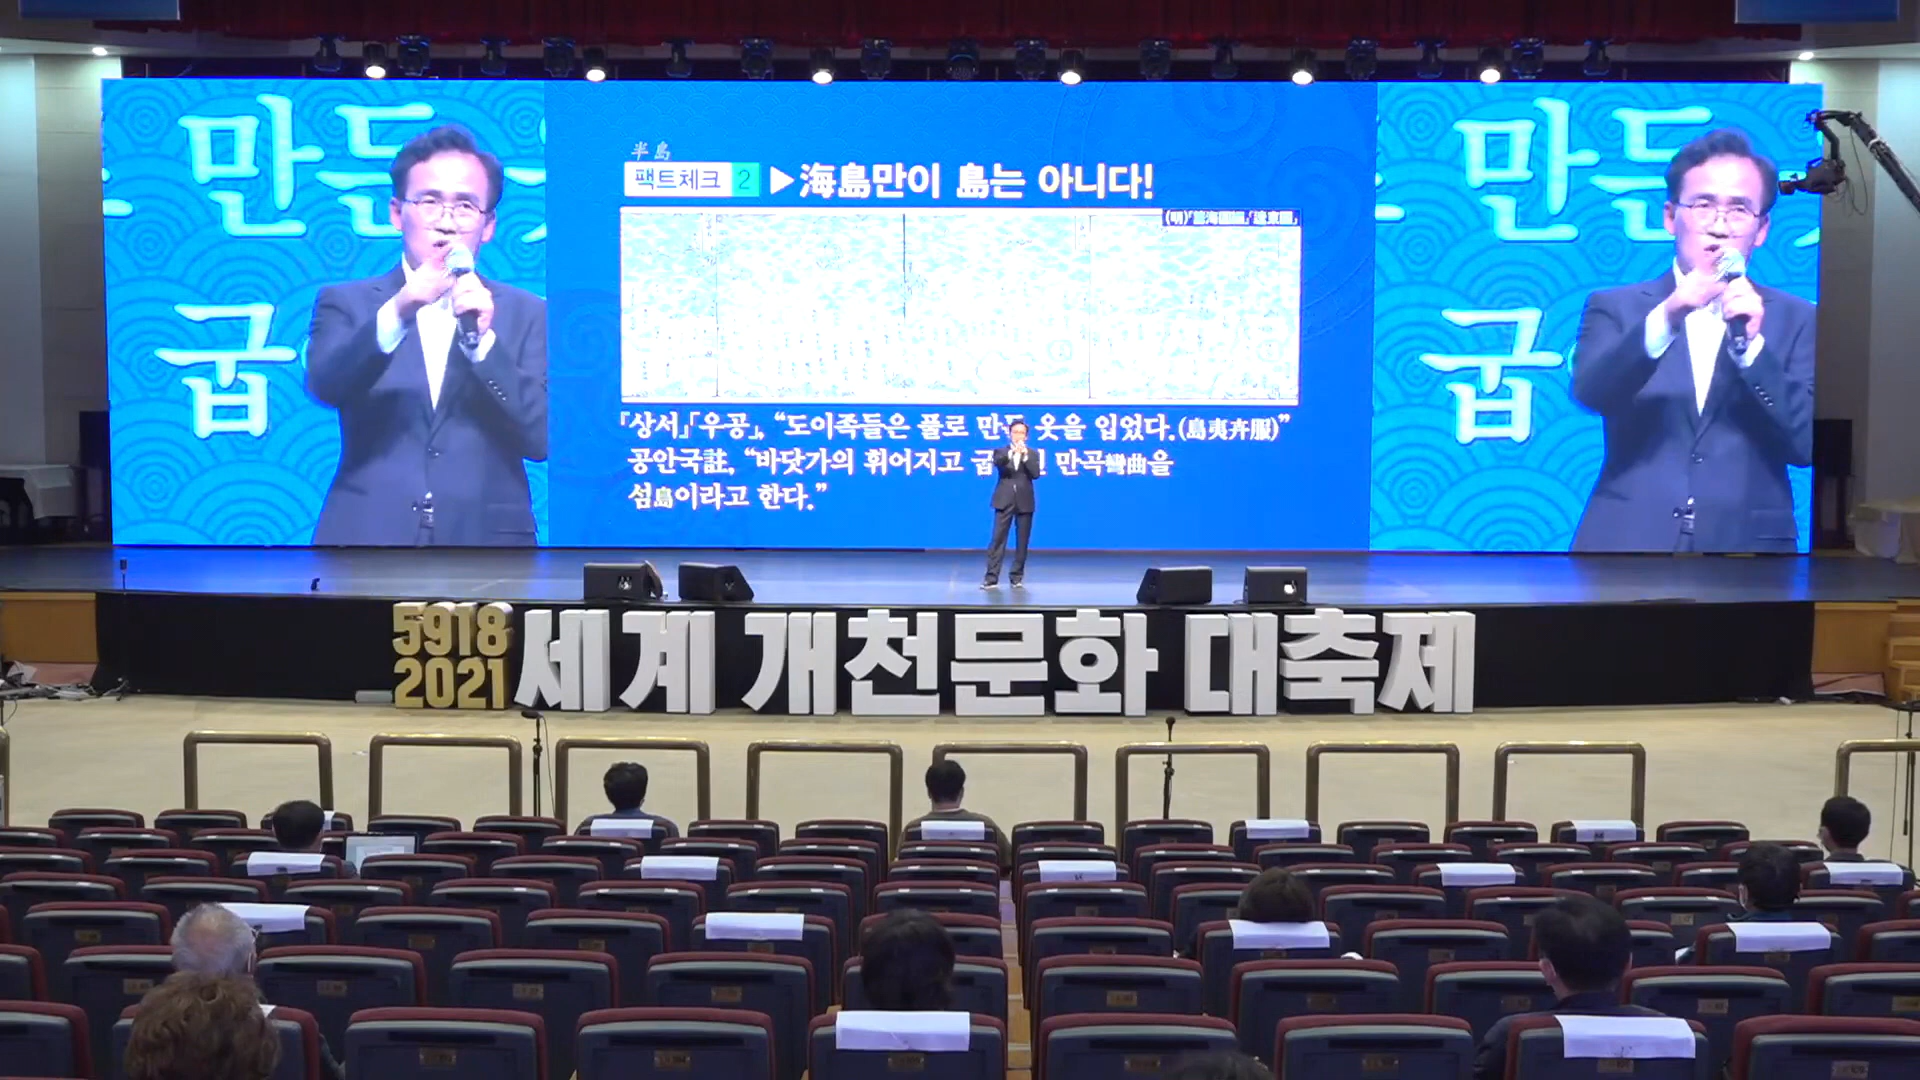 만든
굽
半島
팩트체크 2 ▶海島만이 島는 아니다!
『상서』「우공」, “도이족들은 풀로 만든 옷을 입었다.(島夷卉服)”
공안국註, “바닷가의 휘어지고 굽 만곡彎曲을
섬島이라고 한다.”
만든
굽
5918
2021
세계 개천문화 대축제